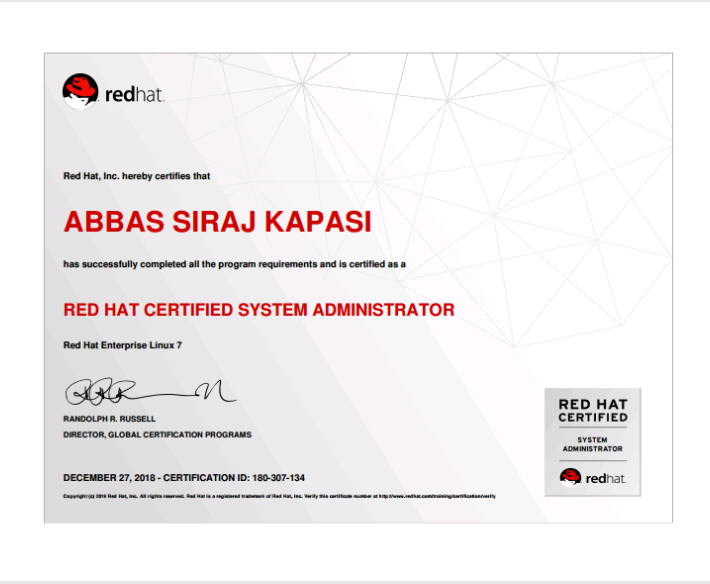 redhat.
Red Hat, Inc. hereby certifies that
ABBAS SIRAJ KAPASI
has successfully completed all the program requirements and is certified as a
RED HAT CERTIFIED SYSTEM ADMINISTRATOR
Red Hat Enterprise Linux 7
RANDOLPH R. RUSSELL
DIRECTOR, GLOBAL CERTIFICATION PROGRAMS
DECEMBER 27, 2018 - CERTIFICATION ID: 180-307-134
Copyright (c) 2019 Red Hat, Inc. All rights reserved. Red Hat is a registered trademark of Red Hat, Inc. Verify this certificate number at http://www.redhat.com/training/certification/verify
RED HAT
CERTIFIED
SYSTEM
ADMINISTRATOR
redhat.